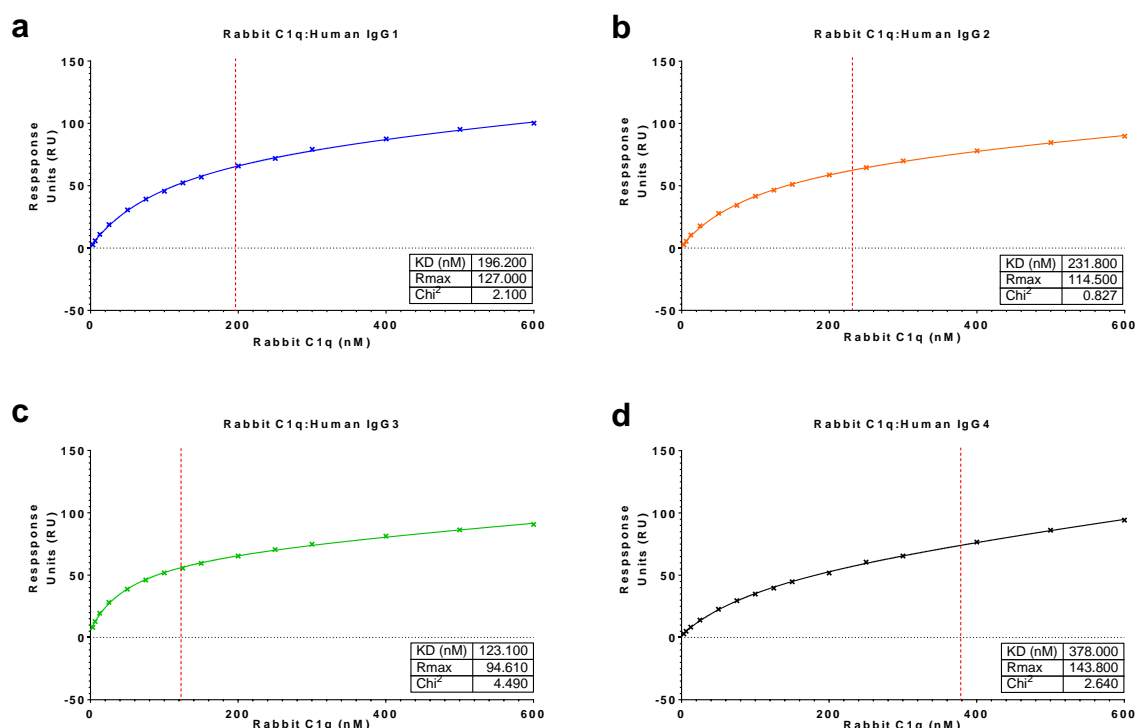 a
Rabbit C1q:Human IgG1
150
100
50
0
-50
Respsponse
Units (RU)
KD (nM) 196.200
Rmax 127.000
Chi² 2.100
0 200 400 600
Rabbit C1q (nM)
b
Rabbit C1q:Human IgG2
150
100
50
0
-50
Respsponse
Units (RU)
KD (nM) 231.800
Rmax 114.500
Chi² 0.827
0 200 400 600
Rabbit C1q (nM)
c
Rabbit C1q:Human IgG3
150
100
50
0
-50
Respsponse
Units (RU)
KD (nM) 123.100
Rmax 94.610
Chi² 4.490
0 200 400 600
Rabbit C1q (nM)
d
Rabbit C1q:Human IgG4
150
100
50
0
-50
Respsponse
Units (RU)
KD (nM) 378.000
Rmax 143.800
Chi² 2.640
0 200 400 600
Rabbit C1q (nM)